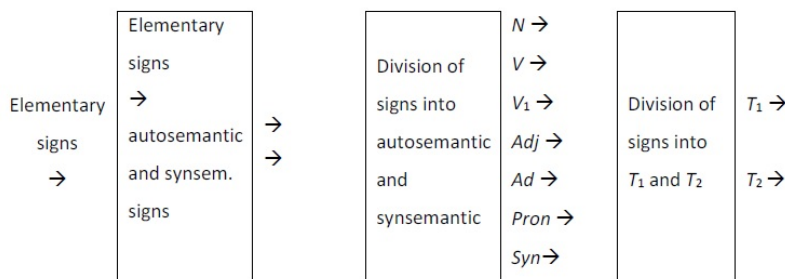 Elementary
signs
→
Elementary
signs
→
autosemantic
and synsem.
signs
→
→
Division of
signs into
autosemantic
and
synsemantic
N →
V →
V₁ →
Adj →
Ad →
Pron →
Syn→
Division of
signs into
T₁ and T₂
T₁ →
T₂ →